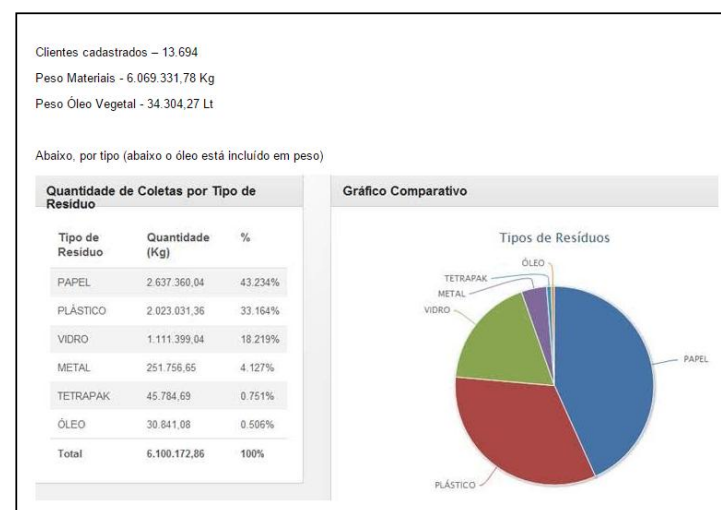 Clientes cadastrados – 13.694
Peso Materiais - 6.069.331,78 Kg
Peso Óleo Vegetal - 34.304,27 Lt
Abaixo, por tipo (abaixo o óleo está incluído em peso)
Quantidade de Coletas por Tipo de
Resíduo
Tipo de Resíduo Quantidade (Kg) %
PAPEL 2.637.360,04 43.234%
PLÁSTICO 2.023.031,36 33.164%
VIDRO 1.111.399,04 18.219%
METAL 251.756,65 4.127%
TETRAPAK 45.784,69 0.751%
ÓLEO 30.841,08 0.506%
Total 6.100.172,86 100%
Gráfico Comparativo
Tipos de Resíduos
ÓLEO
TETRAPAK
METAL
VIDRO
PAPEL
PLÁSTICO